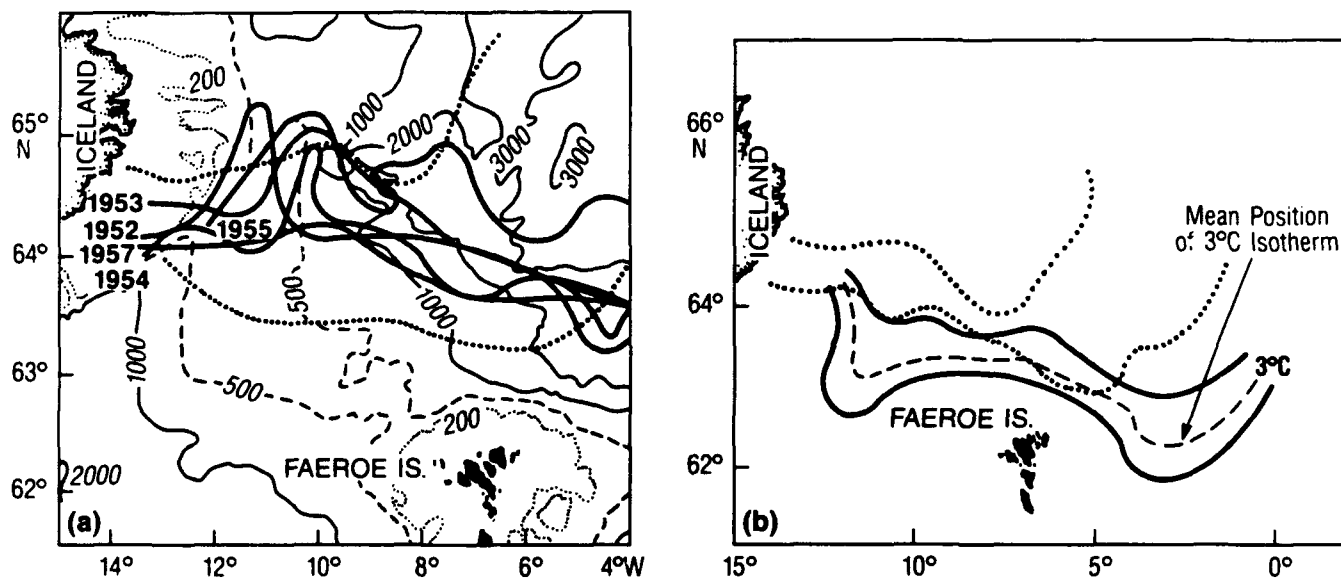 ICELAND
200
1000
2000
3000
3000
65°
N
64°
63°
62°
1953
1952
1955
1957
1954
500
1000
1000
500
200
2000
FAEROE IS.
(a)
14°
12°
10°
8°
6°
4°W
66°
N
64°
62°
ICELAND
Mean Position
of 3°C Isotherm
3°C
FAEROE IS.
(b)
15°
10°
5°
0°